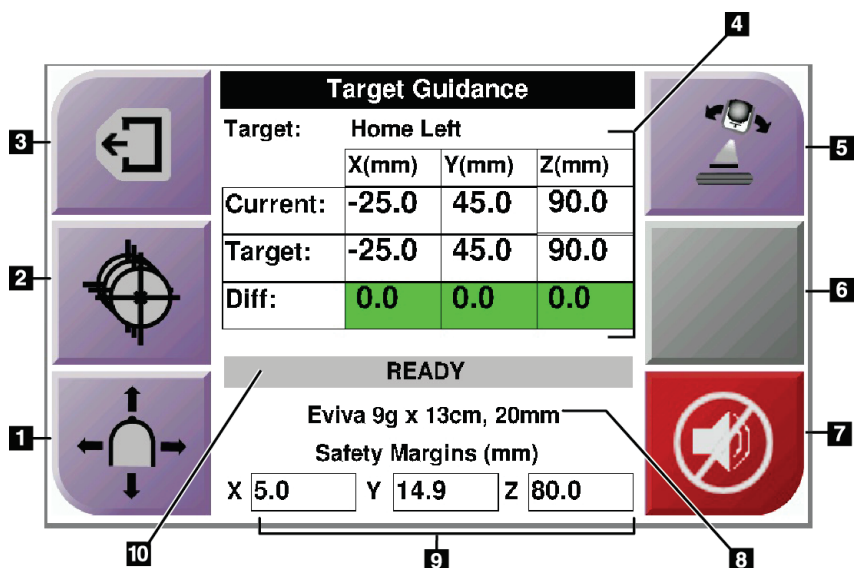 4
Target Guidance
3
Target: Home Left
5
X(mm) Y(mm) Z(mm)
Current: -25.0 45.0 90.0
Target: -25.0 45.0 90.0
2
Diff: 0.0 0.0 0.0
6
READY
Eviva 9g x 13cm, 20mm
1
7
Safety Margins (mm)
X 5.0 Y 14.9 Z 80.0
10
9
8